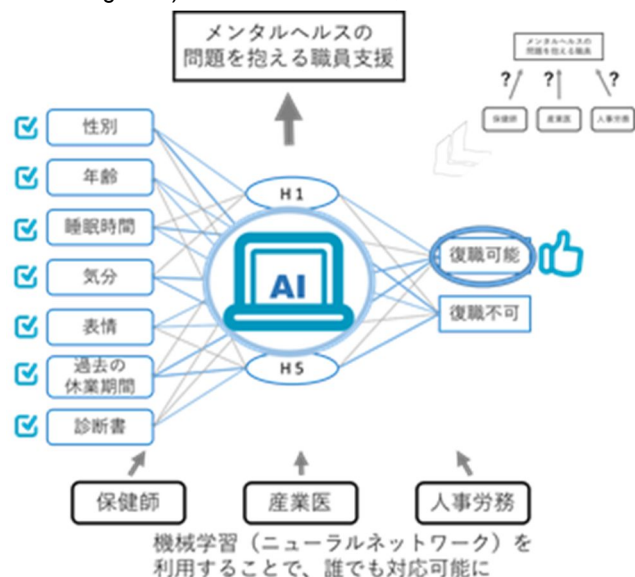 メンタルヘルスの
問題を抱える職員支援
メンタルヘルスの
問題を抱える職員
? ? ?
保健師 産業医 人事労務
性別
年齢
睡眠時間
気分
表情
過去の
休業期間
診断書
H1
AI
H5
復職可能
復職不可
保健師 産業医 人事労務
機械学習（ニューラルネットワーク）を
利用することで、誰でも対応可能に